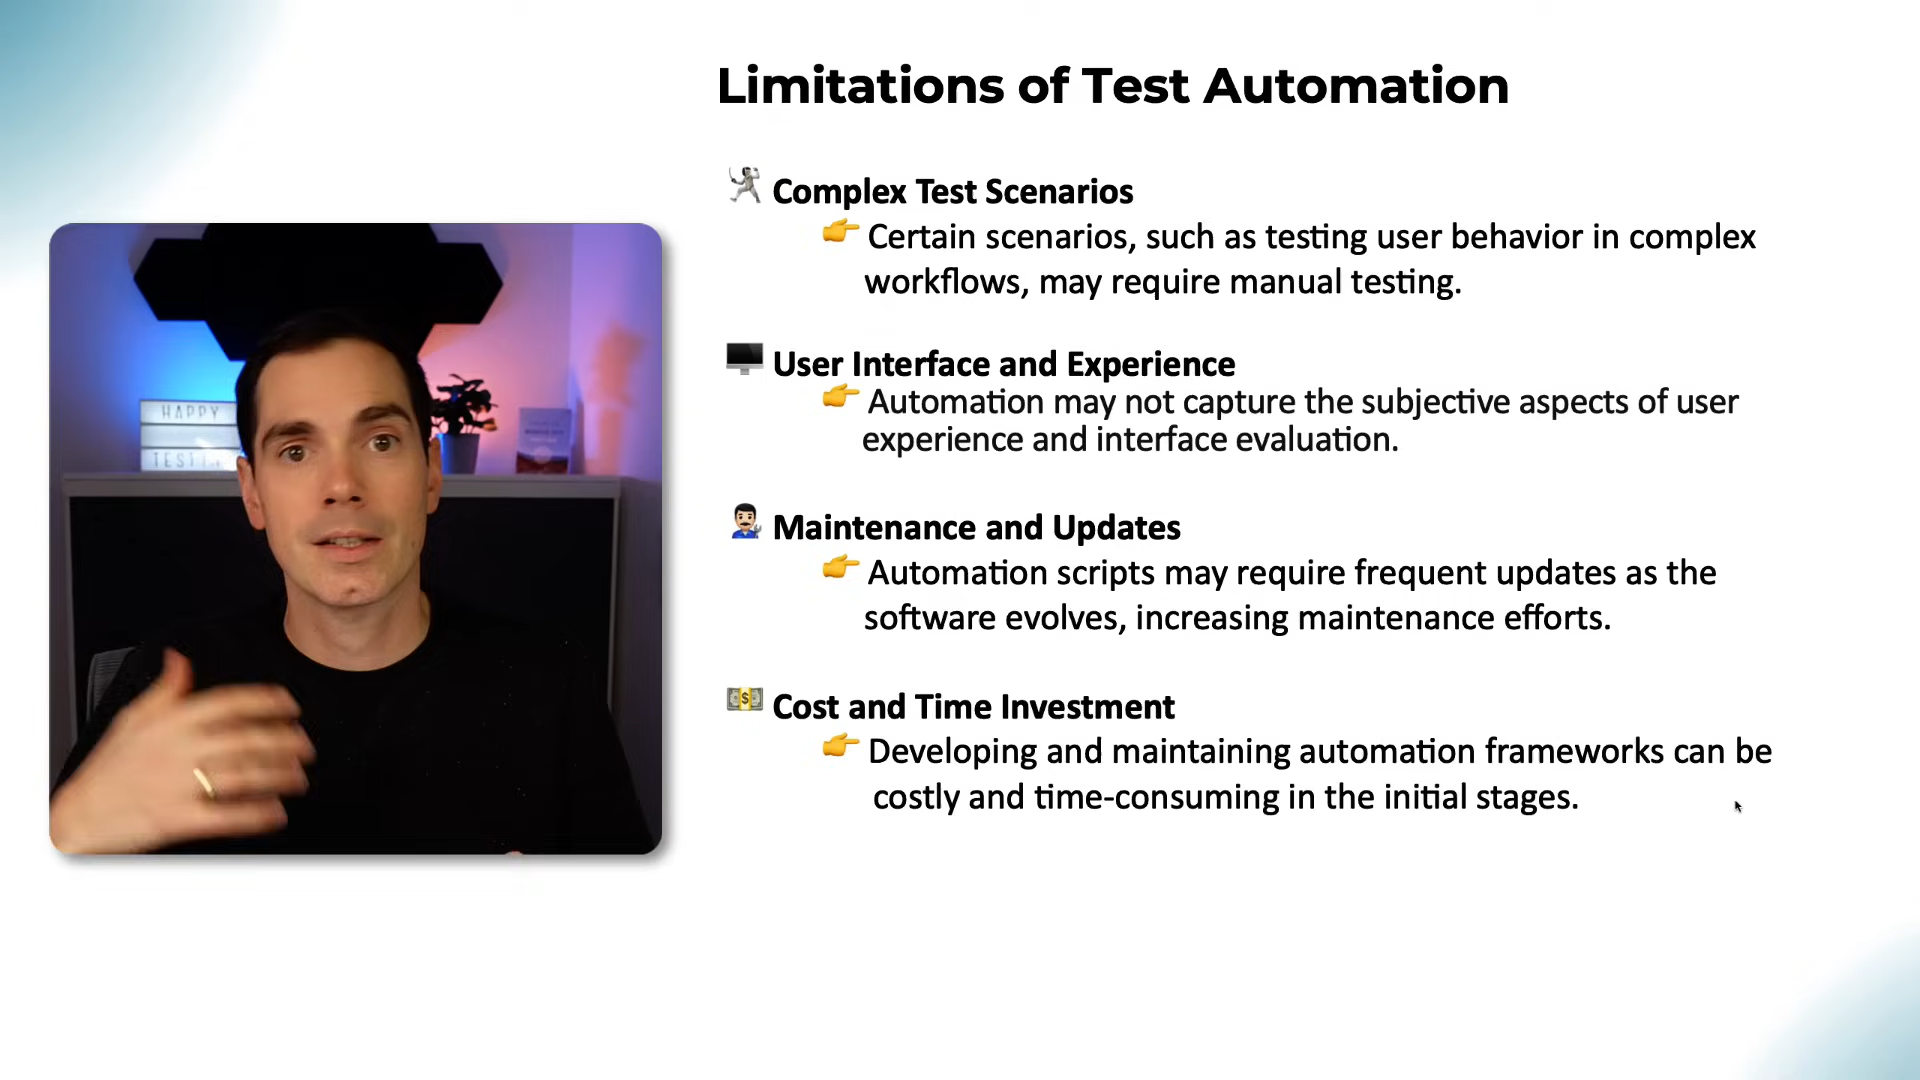 Limitations of Test Automation
Complex Test Scenarios
Certain scenarios, such as testing user behavior in complex
workflows, may require manual testing.
User Interface and Experience
Automation may not capture the subjective aspects of user
experience and interface evaluation.
Maintenance and Updates
Automation scripts may require frequent updates as the
software evolves, increasing maintenance efforts.
Cost and Time Investment
Developing and maintaining automation frameworks can be
costly and time-consuming in the initial stages.
HAPPY